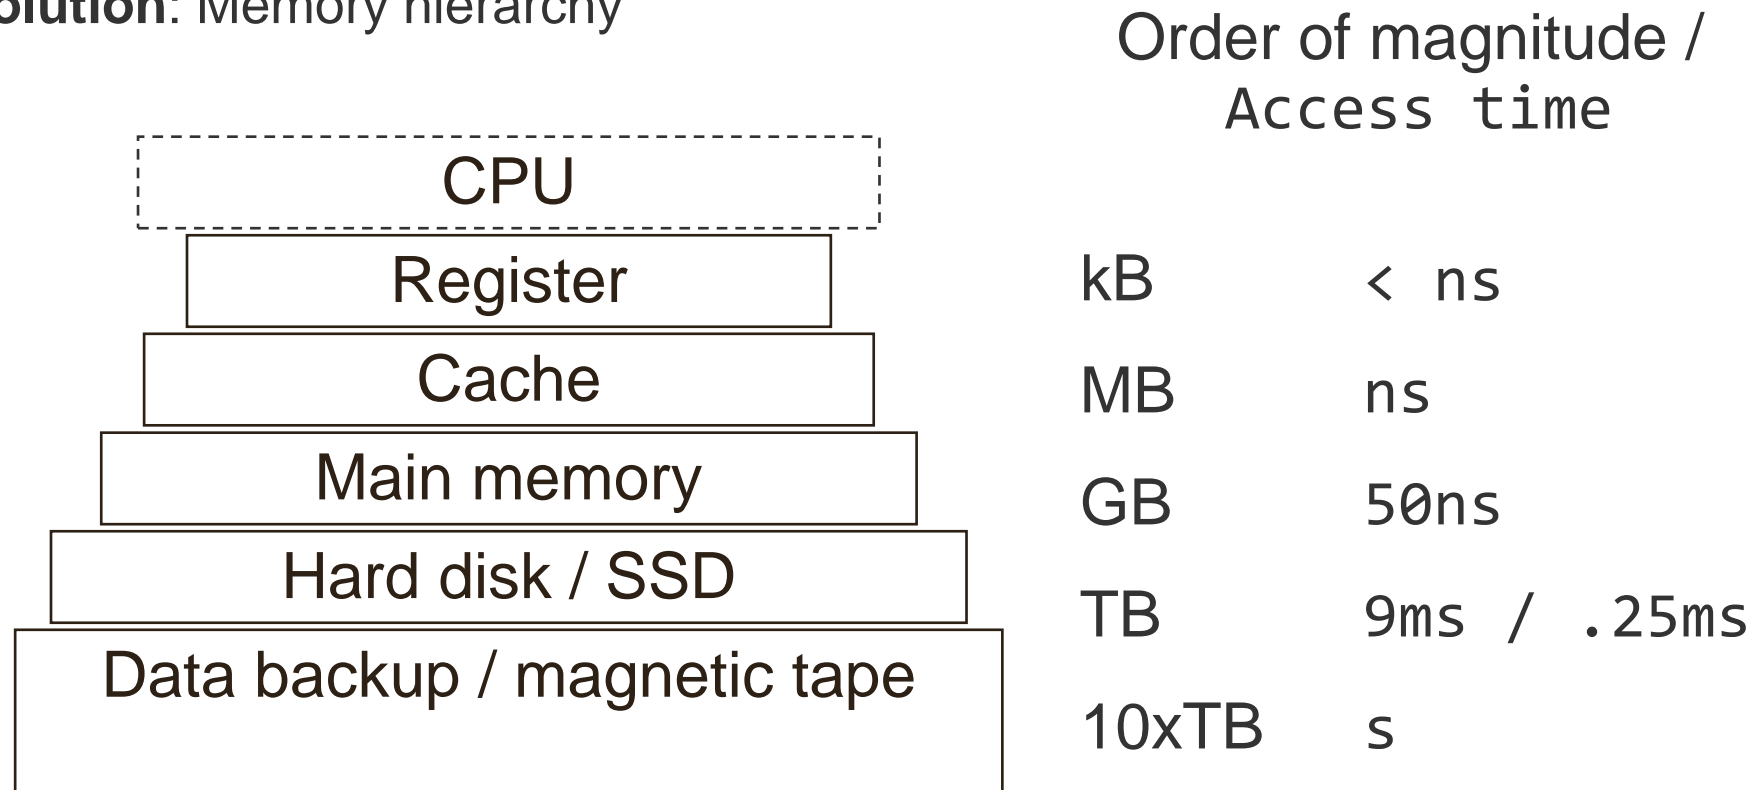 olution: Memory hierarchy
Order of magnitude /
Access time
CPU
Register
kB < ns
Cache
MB ns
Main memory
GB 50ns
Hard disk / SSD
TB 9ms / .25ms
Data backup / magnetic tape
10xTB s